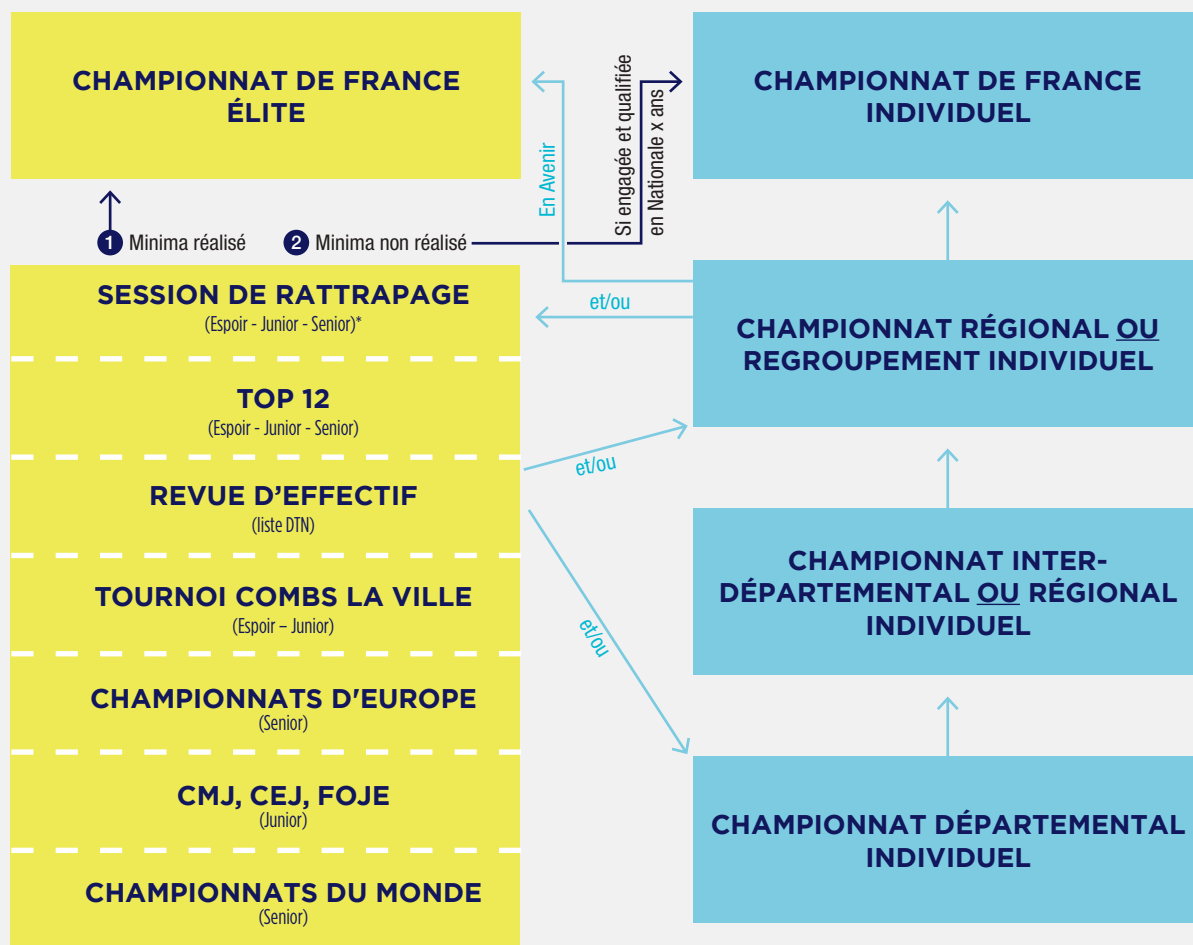 CHAMPIONNAT DE FRANCE
ÉLITE
En Avenir
Si engagée et qualifiée
en Nationale x ans
CHAMPIONNAT DE FRANCE
INDIVIDUEL
1 Minima réalisé
2 Minima non réalisé
SESSION DE RATTRAPAGE
(Espoir - Junior - Senior)*
et/ou
CHAMPIONNAT RÉGIONAL OU
REGROUPEMENT INDIVIDUEL
TOP 12
(Espoir - Junior - Senior)
REVUE D’EFFECTIF
(liste DTN)
et/ou
TOURNOI COMBS LA VILLE
(Espoir – Junior)
et/ou
CHAMPIONNAT INTER-
DÉPARTEMENTAL OU RÉGIONAL
INDIVIDUEL
CHAMPIONNATS D'EUROPE
(Senior)
CMJ, CEJ, FOJE
(Junior)
CHAMPIONNATS DU MONDE
(Senior)
CHAMPIONNAT DÉPARTEMENTAL
INDIVIDUEL